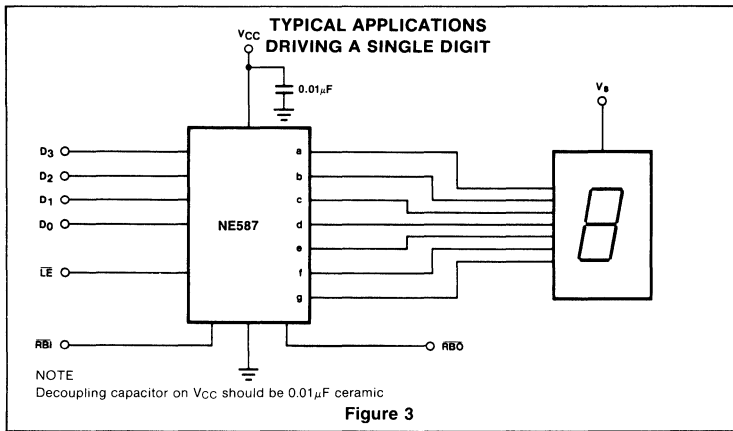 TYPICAL APPLICATIONS
DRIVING A SINGLE DIGIT
VCC
0.01μF
VS
D3
D2
D1
D0
LE
RBI
NE587
a
b
c
d
e
f
g
RBO
NOTE
Decoupling capacitor on VCC should be 0.01μF ceramic
Figure 3